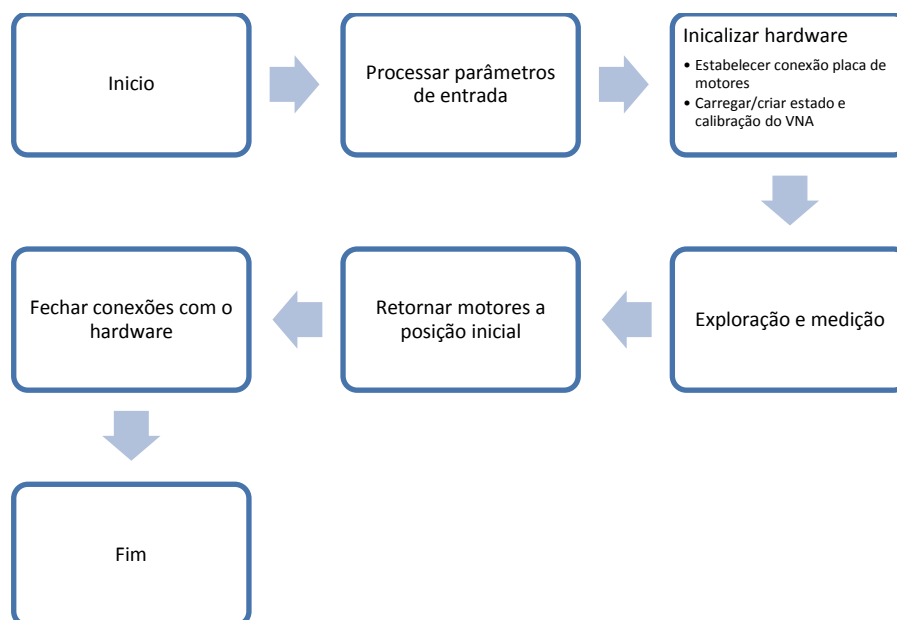 Inicio
Processar parâmetros
de entrada
Inicalizar hardware
• Estabelecer conexão placa de
motores
• Carregar/criar estado e
calibração do VNA
Exploração e medição
Retornar motores a
posição inicial
Fechar conexões com o
hardware
Fim